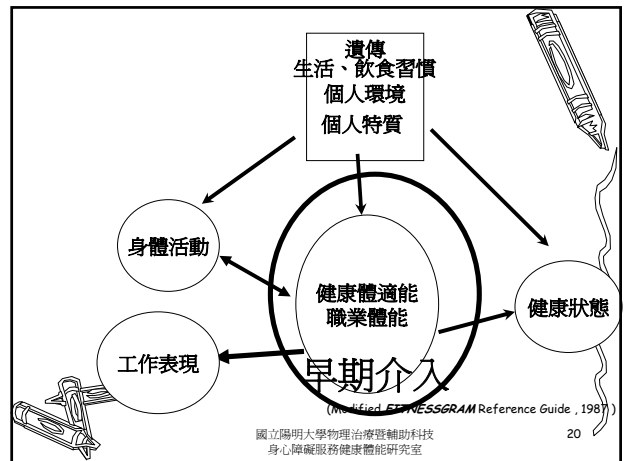 遺傳
生活、飲食習慣
個人環境
個人特質
身體活動
健康體適能
職業體能
健康狀態
工作表現
早期介入
(Modified FITNESSGRAM Reference Guide , 1987 )
國立陽明大學物理治療暨輔助科技
身心障礙服務健康體能研究室
20